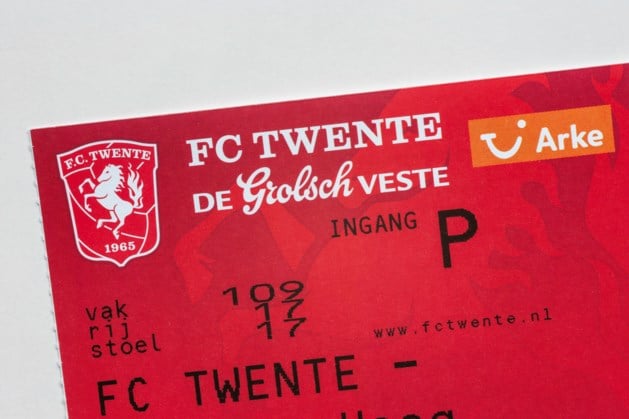 F.C. TWENTE
1965
FC TWENTE
DE Grolsch VESTE
Arke
INGANG P
vak 109
rij 17
stoel 17
www.fctwente.nl
FC TWENTE -
Haag